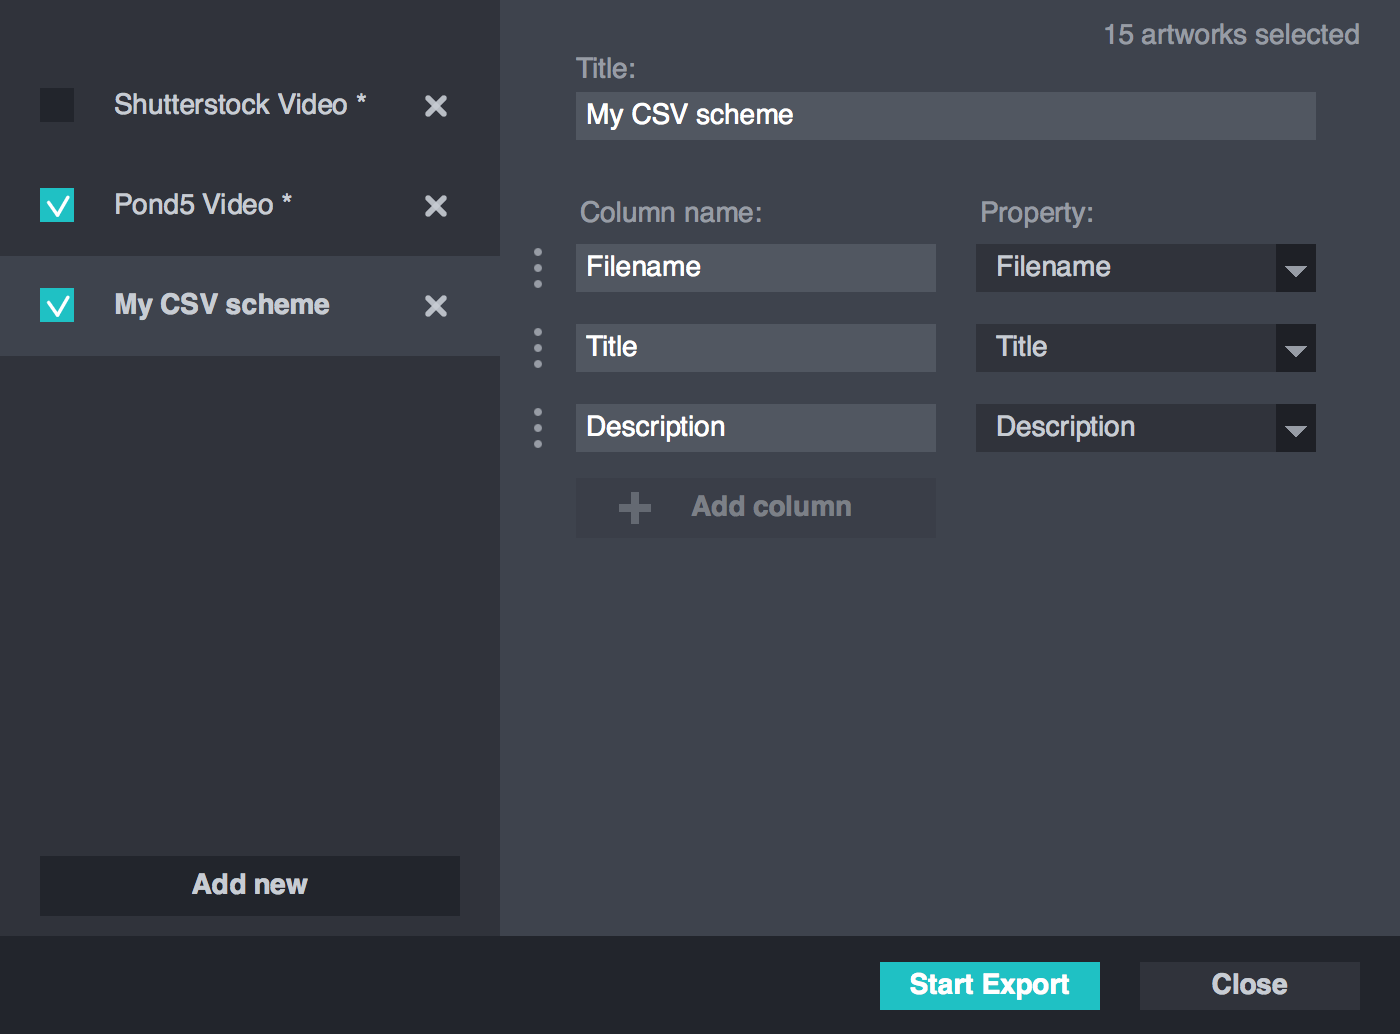 15 artworks selected
Shutterstock Video *
Pond5 Video *
My CSV scheme
Add new
Title:
My CSV scheme
Column name: Property:
Filename Filename
Title Title
Description Description
Add column
Start Export Close